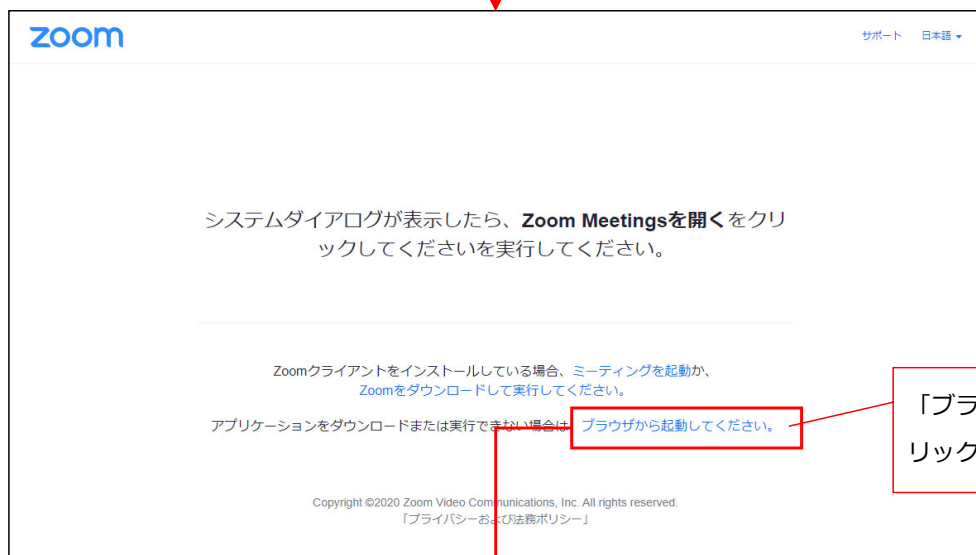 zoom
サポート 日本語
システムダイアログが表示したら、Zoom Meetingsを開くをクリ
ックしてくださいを実行してください。
Zoomクライアントをインストールしている場合、ミーティングを起動か、
Zoomをダウンロードして実行してください。
アプリケーションをダウンロードまたは実行できない場合は ブラウザから起動してください。
「ブラ
リック
Copyright ©2020 Zoom Video Communications, Inc. All rights reserved.
「プライバシーおよび法務ポリシー」